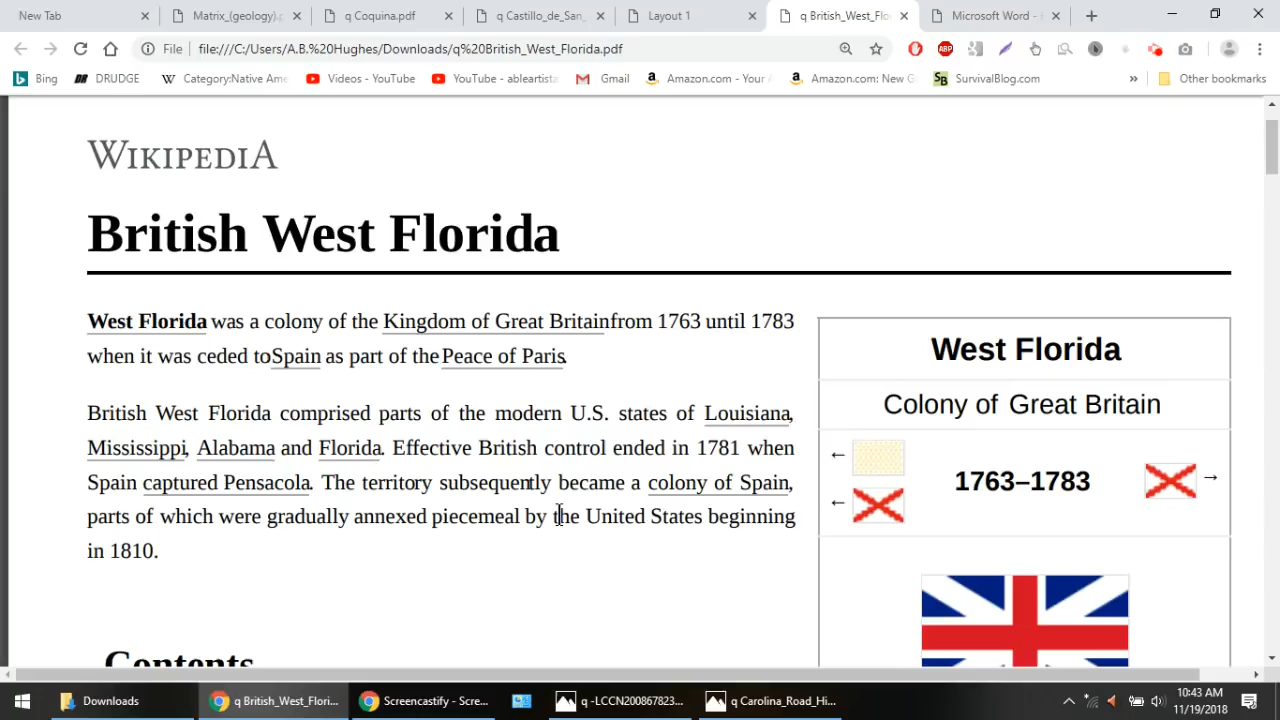 New Tab
Matrix_(geology).p
q Coquina.pdf
q Castillo_de_San_
Layout 1
q British_West_Flo
Microsoft Word -
File
file:///C:/Users/A.B.%20Hughes/Downloads/q%20British_West_Florida.pdf
Bing
DRUDGE
Category:Native Ame
Videos - YouTube
YouTube - ableartista
Gmail
Amazon.com - Your
Amazon.com: New G
SurvivalBlog.com
»
Other bookmarks
WIKIPEDIA
British West Florida
West Florida was a colony of the Kingdom of Great Britainfrom 1763 until 1783
when it was ceded toSpain as part of thePeace of Paris.
British West Florida comprised parts of the modern U.S. states of Louisiana,
Mississippi, Alabama and Florida. Effective British control ended in 1781 when
Spain captured Pensacola. The territory subsequently became a colony of Spain,
parts of which were gradually annexed piecemeal by the United States beginning
in 1810.
Contents
West Florida
Colony of Great Britain
← 
1763–1783
→
←
Downloads
q British_West_Flori...
Screencastify - Scre...
q -LCCN200867823...
q Carolina_Road_Hi...
10:43 AM
11/19/2018